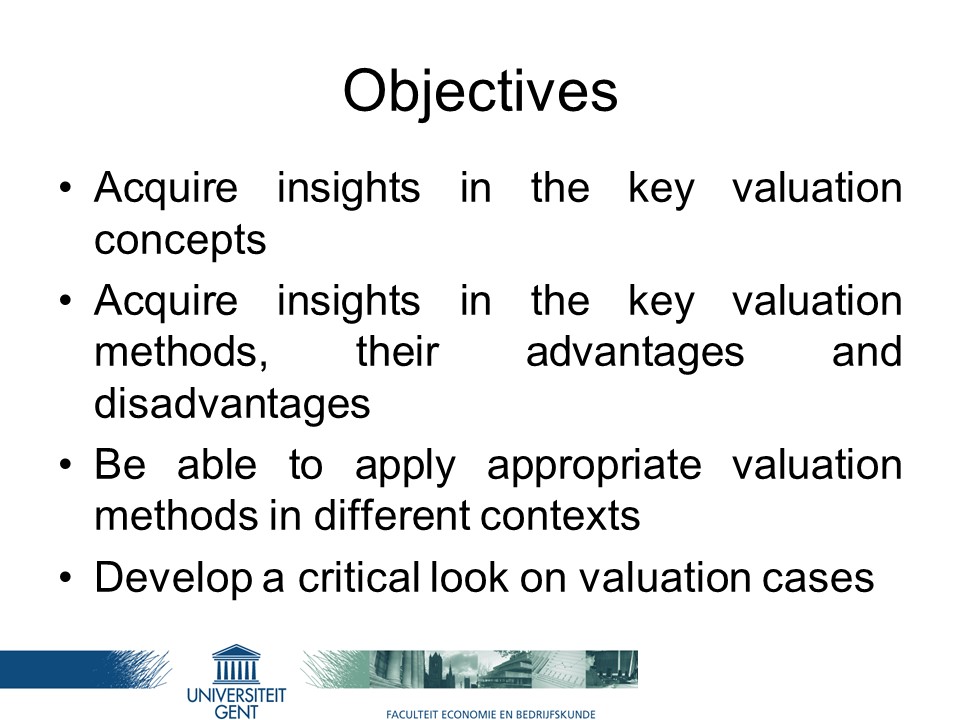 Objectives
• Acquire insights in the key valuation
concepts
• Acquire insights in the key valuation
methods, their advantages and
disadvantages
• Be able to apply appropriate valuation
methods in different contexts
• Develop a critical look on valuation cases
UNIVERSITEIT
GENT
FACULTEIT ECONOMIE EN BEDRIJFSKUNDE